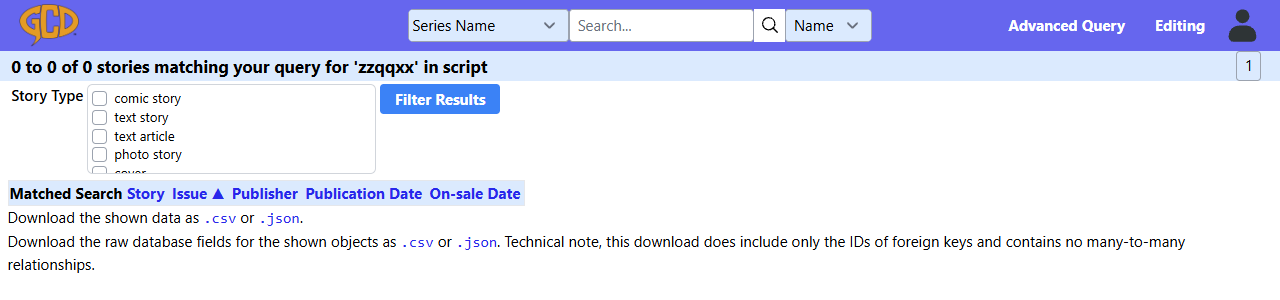 GCD
Series Name Search... Name Advanced Query Editing
0 to 0 of 0 stories matching your query for 'zzqqxx' in script 1
Story Type comic story Filter Results
text story
text article
photo story
cover
Matched Search Story Issue ▲ Publisher Publication Date On-sale Date
Download the shown data as .csv or .json.
Download the raw database fields for the shown objects as .csv or .json. Technical note, this download does include only the IDs of foreign keys and contains no many-to-many
relationships.